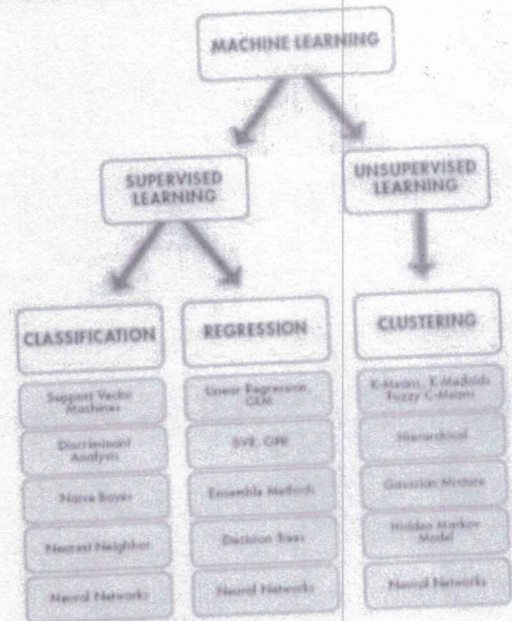 MACHINE LEARNING
SUPERVISED
LEARNING
UNSUPERVISED
LEARNING
CLASSIFICATION
REGRESSION
CLUSTERING
Support Vector
Machines
Discriminant
Analysis
Naive Bayes
Nearest Neighbor
Neural Networks
Linear Regression,
GLM
SVR, GPR
Ensemble Methods
Decision Trees
Neural Networks
K-Means, K-Medoids
Fuzzy C-Means
Hierarchical
Gaussian Mixture
Hidden Markov
Model
Neural Networks